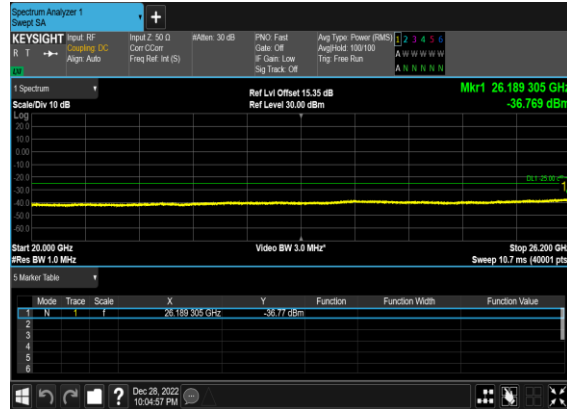 Spectrum Analyzer 1
Swept SA
+
KEYSIGHT Input: RF Input Z: 50 Ω #Atten: 30 dB PNO: Fast Avg Type: Power (RMS) 1 2 3 4 5 6
R T Coupling: DC Corr CCorr Gate: Off Avg|Hold: 100/100 A W W W W W
Align: Auto Freq Ref: Int (S) IF Gain: Low Trig: Free Run
Sig Track: Off A N N N N N
1 Spectrum Ref Lvl Offset 15.35 dB Mkr1 26.189 305 GHz
Scale/Div 10 dB Ref Level 30.00 dBm -36.769 dBm
Log
20.0
10.0
0.00
-10.0
-20.0
DL1 -25.00 dBm
-30.0 1
-40.0
-50.0
-60.0
Start 20.000 GHz Video BW 3.0 MHz* Stop 26.200 GHz
#Res BW 1.0 MHz Sweep 10.7 ms (40001 pts)
5 Marker Table
Mode Trace Scale X Y Function Function Width Function Value
1 N 1 f 26.189 305 GHz -36.77 dBm
2
3
4
5
6
? Dec 28, 2022
10:04:57 PM